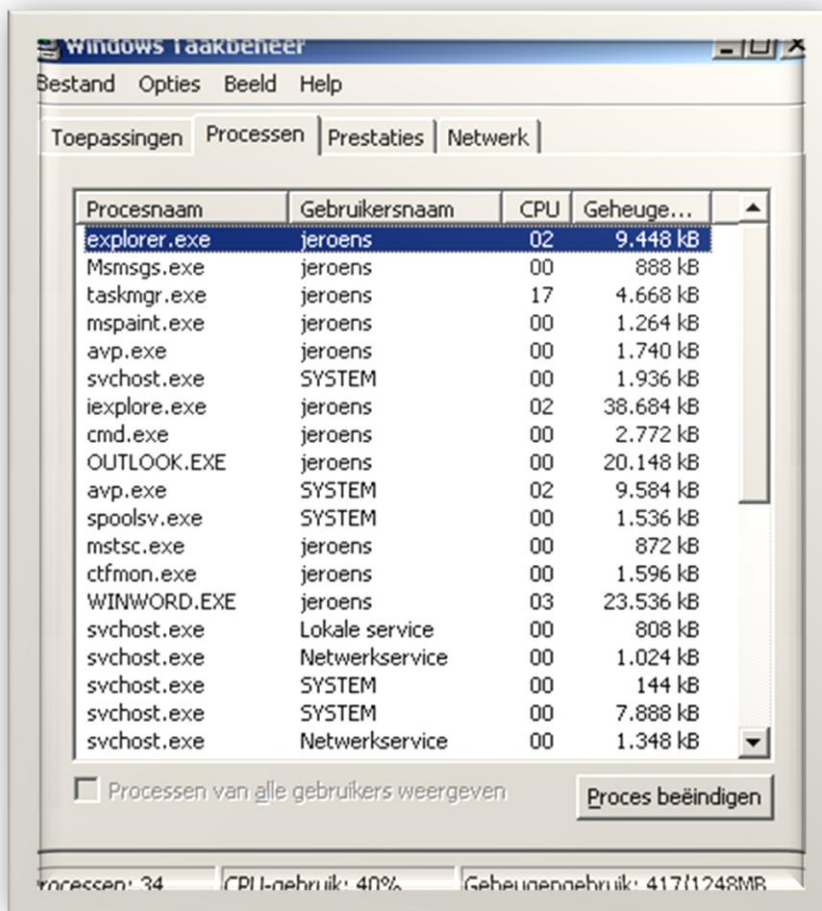 Windows Taakbeheer
Bestand Opties Beeld Help
Toepassingen Processen Prestaties Netwerk
Procesnaam Gebruikersnaam CPU Geheuge...
explorer.exe jeroens 02 9.448 kB
Msmsgs.exe jeroens 00 888 kB
taskmgr.exe jeroens 17 4.668 kB
mspaint.exe jeroens 00 1.264 kB
avp.exe jeroens 00 1.740 kB
svchost.exe SYSTEM 00 1.936 kB
iexplore.exe jeroens 02 38.684 kB
cmd.exe jeroens 00 2.772 kB
OUTLOOK.EXE jeroens 00 20.148 kB
avp.exe SYSTEM 02 9.584 kB
spoolsv.exe SYSTEM 00 1.536 kB
mstsc.exe jeroens 00 872 kB
ctfmon.exe jeroens 00 1.596 kB
WINWORD.EXE jeroens 03 23.536 kB
svchost.exe Lokale service 00 808 kB
svchost.exe Netwerkservice 00 1.024 kB
svchost.exe SYSTEM 00 144 kB
svchost.exe SYSTEM 00 7.888 kB
svchost.exe Netwerkservice 00 1.348 kB
Processen van alle gebruikers weergeven Proces beëindigen
rocessen: 34 CPU-gebruik: 40% Geheugengebruik: 417/1248MB